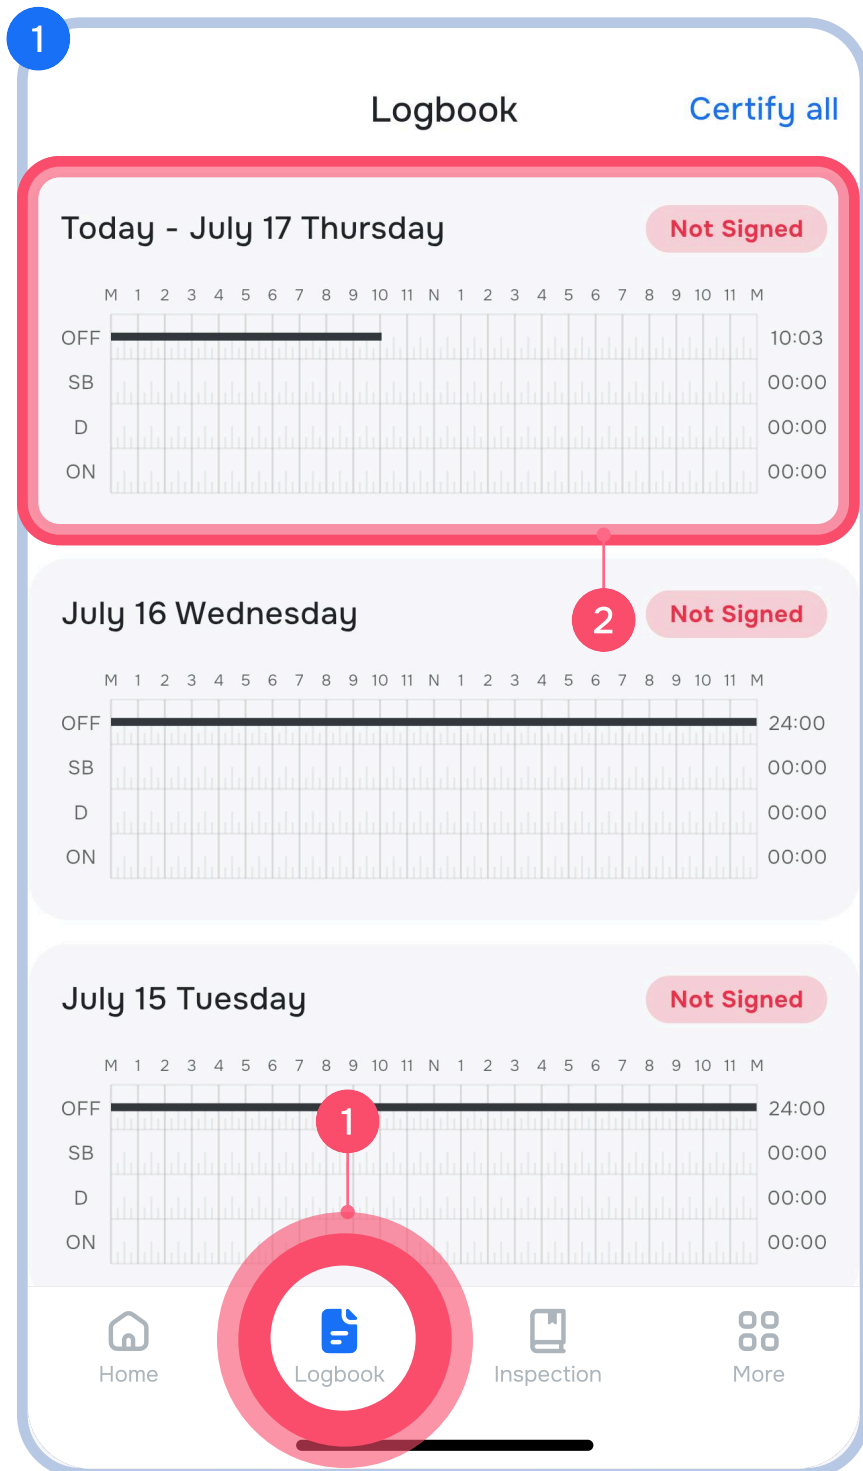 1
Logbook Certify all
Today - July 17 Thursday Not Signed
M 1 2 3 4 5 6 7 8 9 10 11 N 1 2 3 4 5 6 7 8 9 10 11 M
OFF 10:03
SB 00:00
D 00:00
ON 00:00
July 16 Wednesday 2 Not Signed
M 1 2 3 4 5 6 7 8 9 10 11 N 1 2 3 4 5 6 7 8 9 10 11 M
OFF 24:00
SB 00:00
D 00:00
ON 00:00
July 15 Tuesday Not Signed
M 1 2 3 4 5 6 7 8 9 10 11 N 1 2 3 4 5 6 7 8 9 10 11 M
OFF 24:00
1
SB 00:00
D 00:00
ON 00:00
Home Logbook Inspection More